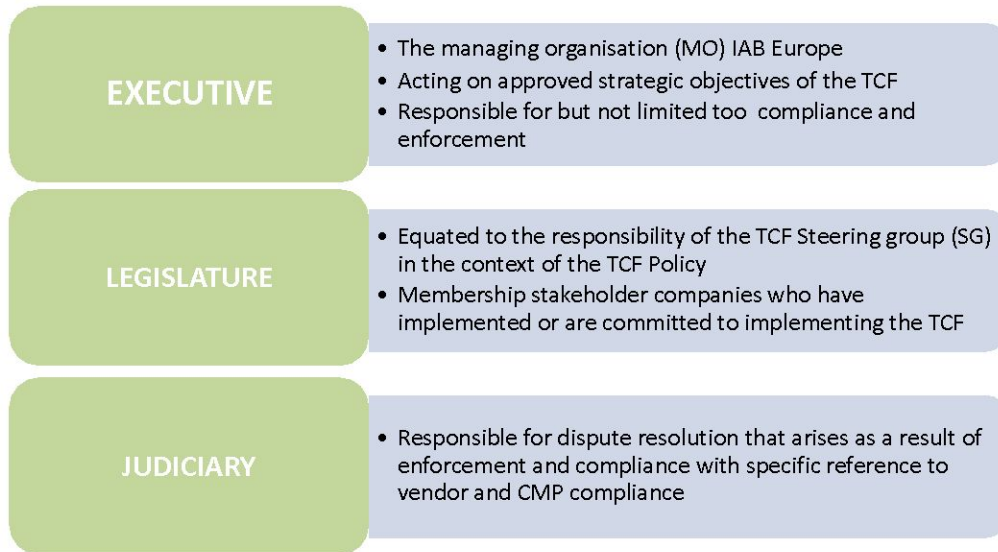 EXECUTIVE
• The managing organisation (MO) IAB Europe
• Acting on approved strategic objectives of the TCF
• Responsible for but not limited too  compliance and
enforcement
LEGISLATURE
• Equated to the responsibility of the TCF Steering group (SG)
in the context of the TCF Policy
• Membership stakeholder companies who have
implemented or are committed to implementing the TCF
JUDICIARY
• Responsible for dispute resolution that arises as a result of
enforcement and compliance with specific reference to
vendor and CMP compliance